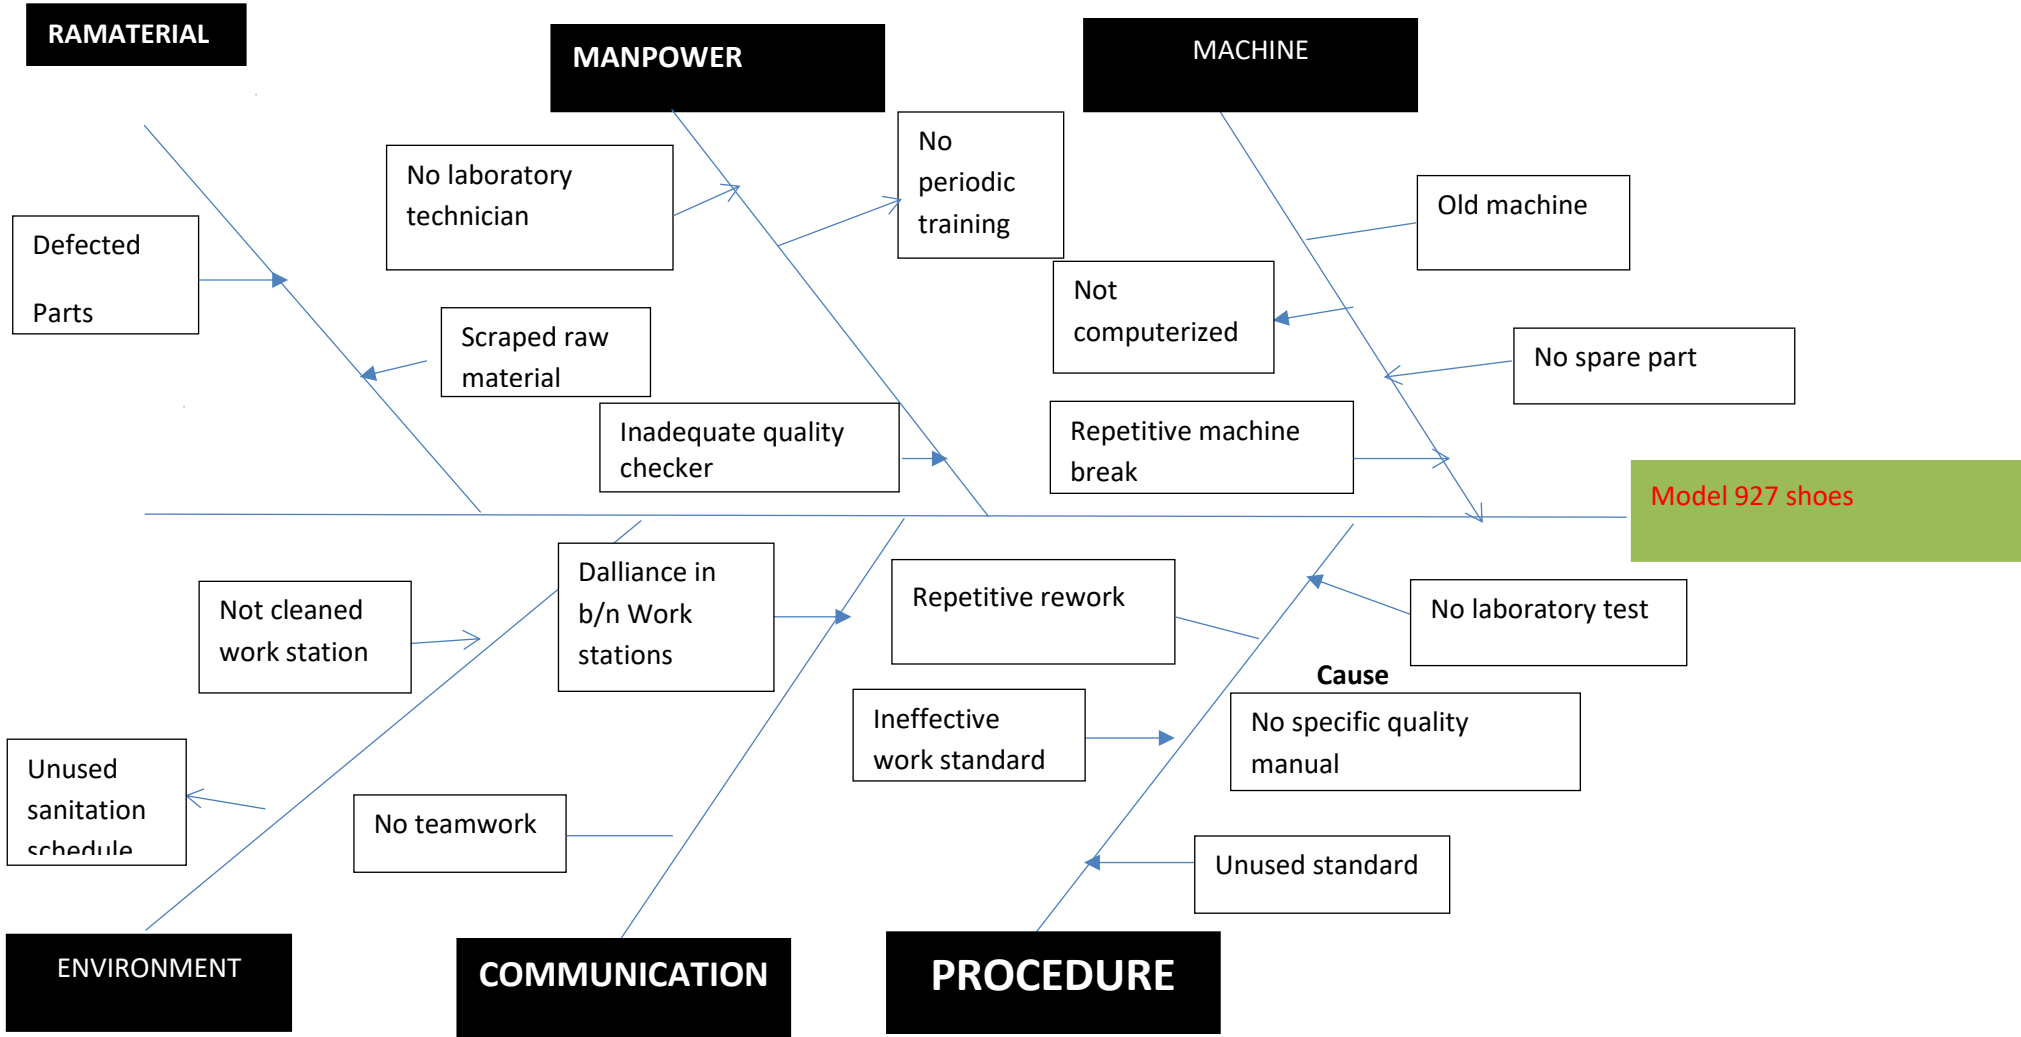 RAMATERIAL
MANPOWER
MACHINE
No laboratory
technician
No
periodic
training
Old machine
Defected
Parts
Not
computerized
Scraped raw
material
No spare part
Inadequate quality
checker
Repetitive machine
break
Model 927 shoes
Not cleaned
work station
Dalliance in
b/n Work
stations
Repetitive rework
No laboratory test
Cause
Ineffective
work standard
No specific quality
manual
Unused
sanitation
schedule
No teamwork
Unused standard
ENVIRONMENT
COMMUNICATION
PROCEDURE